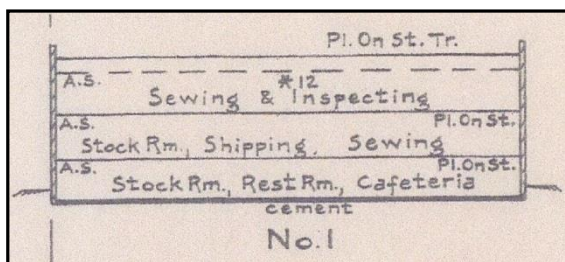 Pl. On St. Tr.
A.S. *12
Sewing & Inspecting
A.S. Pl. On St.
Stock Rm., Shipping, Sewing
A.S. Pl. On St.
Stock Rm., Rest Rm., Cafeteria
cement
No. 1